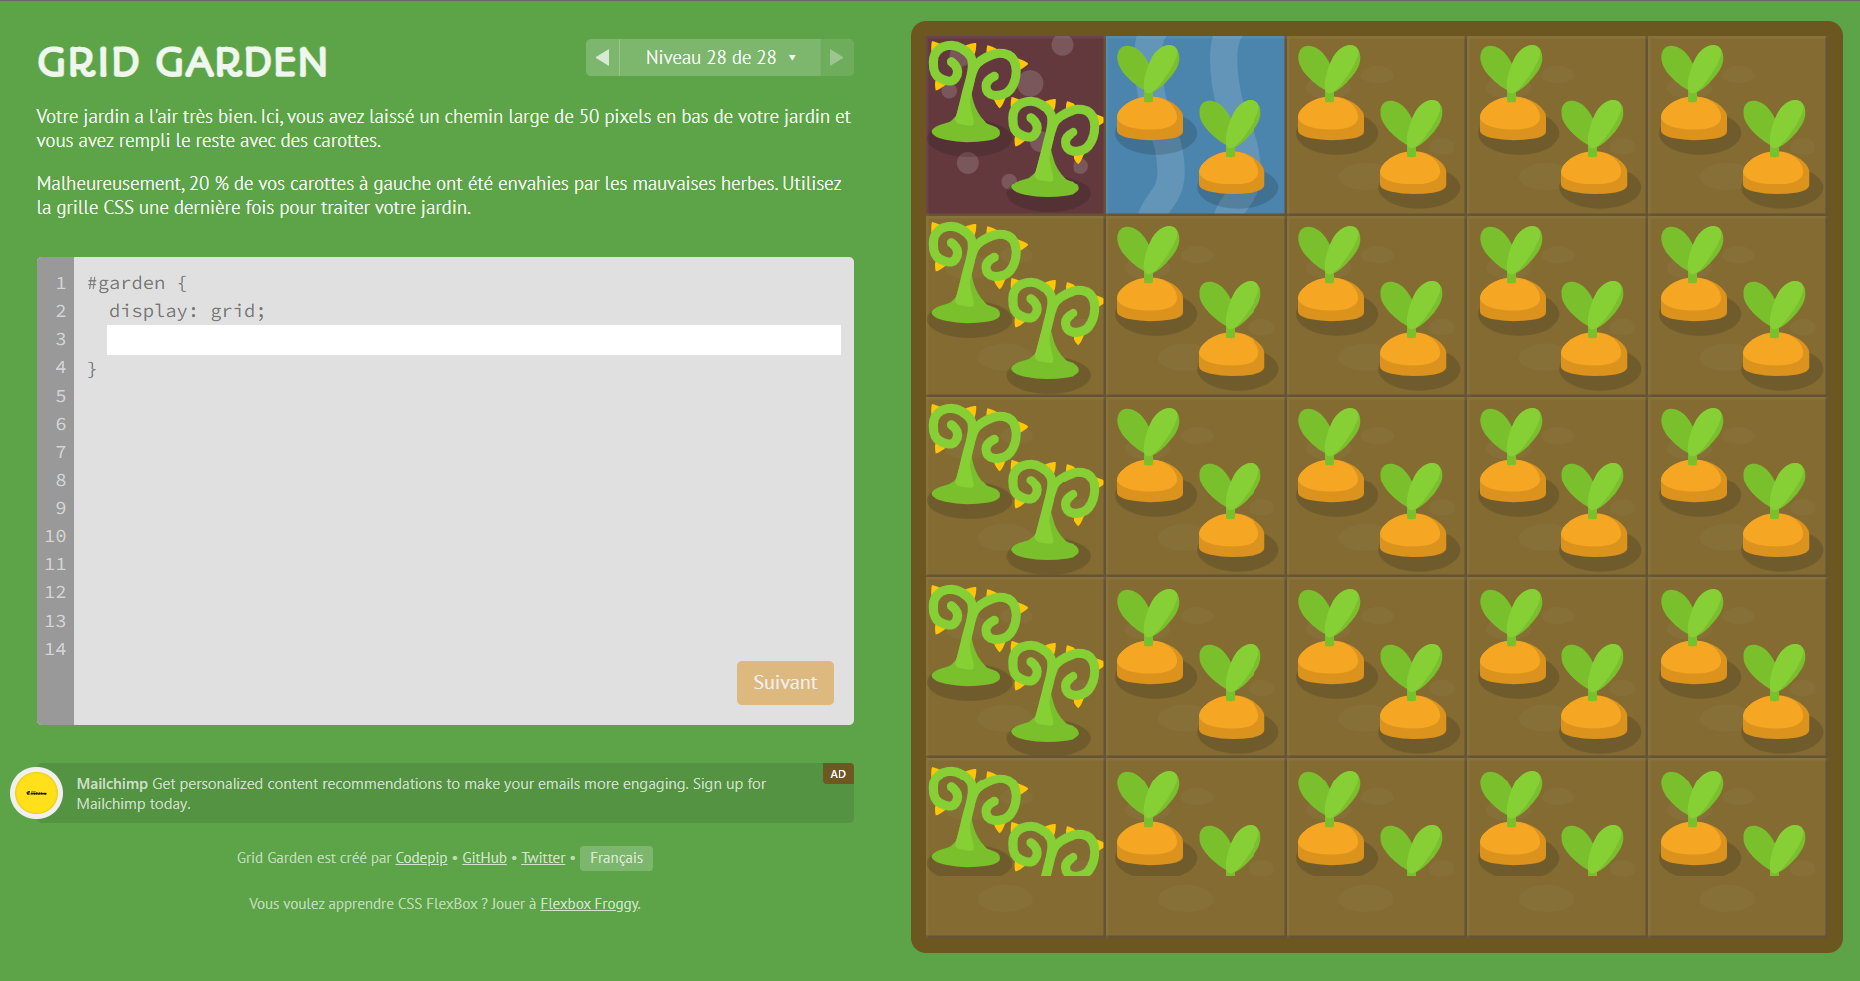 GRID GARDEN
Niveau 28 de 28
Votre jardin a l'air très bien. Ici, vous avez laissé un chemin large de 50 pixels en bas de votre jardin et
vous avez rempli le reste avec des carottes.
Malheureusement, 20 % de vos carottes à gauche ont été envahies par les mauvaises herbes. Utilisez
la grille CSS une dernière fois pour traiter votre jardin.
1 #garden {
2 display: grid;
3
4 }
5
6
7
8
9
10
11
12
13
14
Suivant
AD
Mailchimp Get personalized content recommendations to make your emails more engaging. Sign up for
Mailchimp today.
Grid Garden est créé par Codepip • GitHub • Twitter • Français
Vous voulez apprendre CSS FlexBox ? Jouer à Flexbox Froggy.